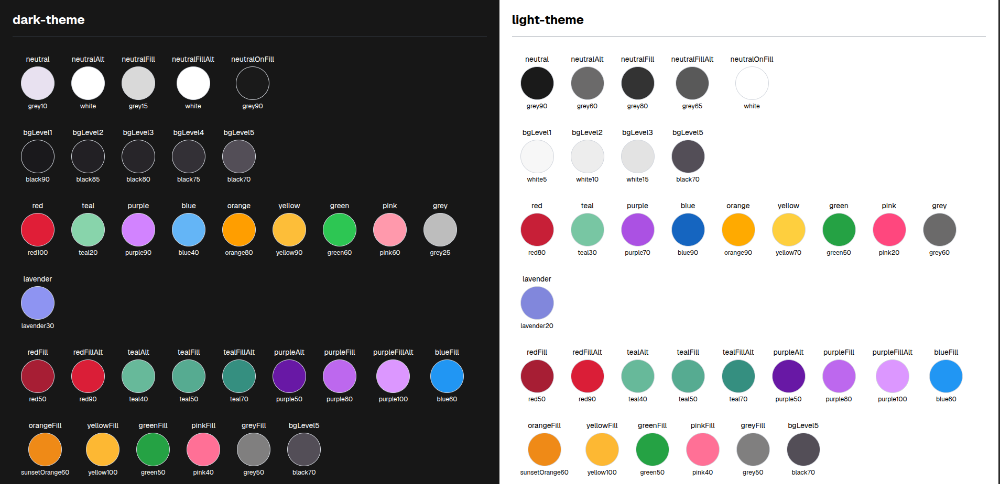 dark-theme
neutral neutralAlt neutralFill neutralFillAlt neutralOnFill
grey10 white grey15 white grey90
bgLevel1 bgLevel2 bgLevel3 bgLevel4 bgLevel5
black90 black85 black80 black75 black70
red teal purple blue orange yellow green pink grey
red100 teal20 purple90 blue40 orange80 yellow90 green60 pink60 grey25
lavender
lavender30
redFill redFillAlt tealAlt tealFill tealFillAlt purpleAlt purpleFill purpleFillAlt blueFill
red50 red90 teal40 teal50 teal70 purple50 purple80 purple100 blue60
orangeFill yellowFill greenFill pinkFill greyFill bgLevel5
sunsetOrange60 yellow100 green50 pink40 grey50 black70
light-theme
neutral neutralAlt neutralFill neutralFillAlt neutralOnFill
grey90 grey60 grey80 grey65 white
bgLevel1 bgLevel2 bgLevel3 bgLevel5
white5 white10 white15 black70
red teal purple blue orange yellow green pink grey
red80 teal30 purple70 blue90 orange90 yellow70 green50 pink20 grey60
lavender
lavender20
redFill redFillAlt tealAlt tealFill tealFillAlt purpleAlt purpleFill purpleFillAlt blueFill
red50 red90 teal40 teal50 teal70 purple50 purple80 purple100 blue60
orangeFill yellowFill greenFill pinkFill greyFill bgLevel5
sunsetOrange60 yellow100 green50 pink40 grey50 black70